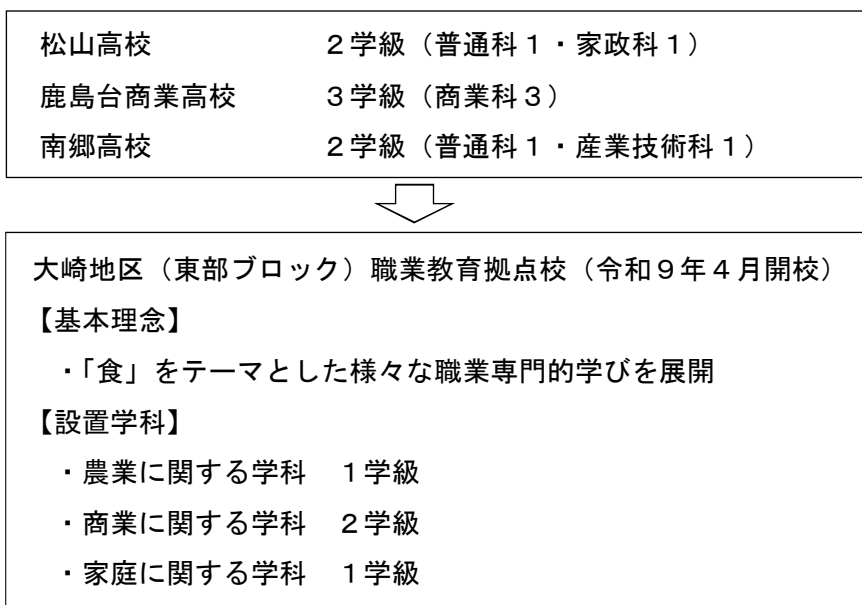 松山高校 2学級（普通科1・家政科1）
鹿島台商業高校 3学級（商業科3）
南郷高校 2学級（普通科1・産業技術科1）
大崎地区（東部ブロック）職業教育拠点校（令和9年4月開校）
【基本理念】
・「食」をテーマとした様々な職業専門的学びを展開
【設置学科】
・農業に関する学科 1学級
・商業に関する学科 2学級
・家庭に関する学科 1学級